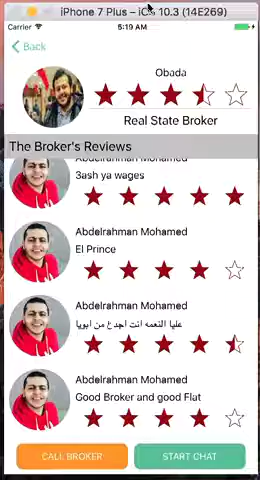 iPhone 7 Plus – iOS 10.3 (14E269)
Carrier 5:19 AM
Back
Obada
Real State Broker
The Broker's Reviews
Abdelrahman Mohamed
3ash ya wages
Abdelrahman Mohamed
El Prince
Abdelrahman Mohamed
عليا النعمه انت اجدع من ابويا
Abdelrahman Mohamed
Good Broker and good Flat
CALL BROKER START CHAT